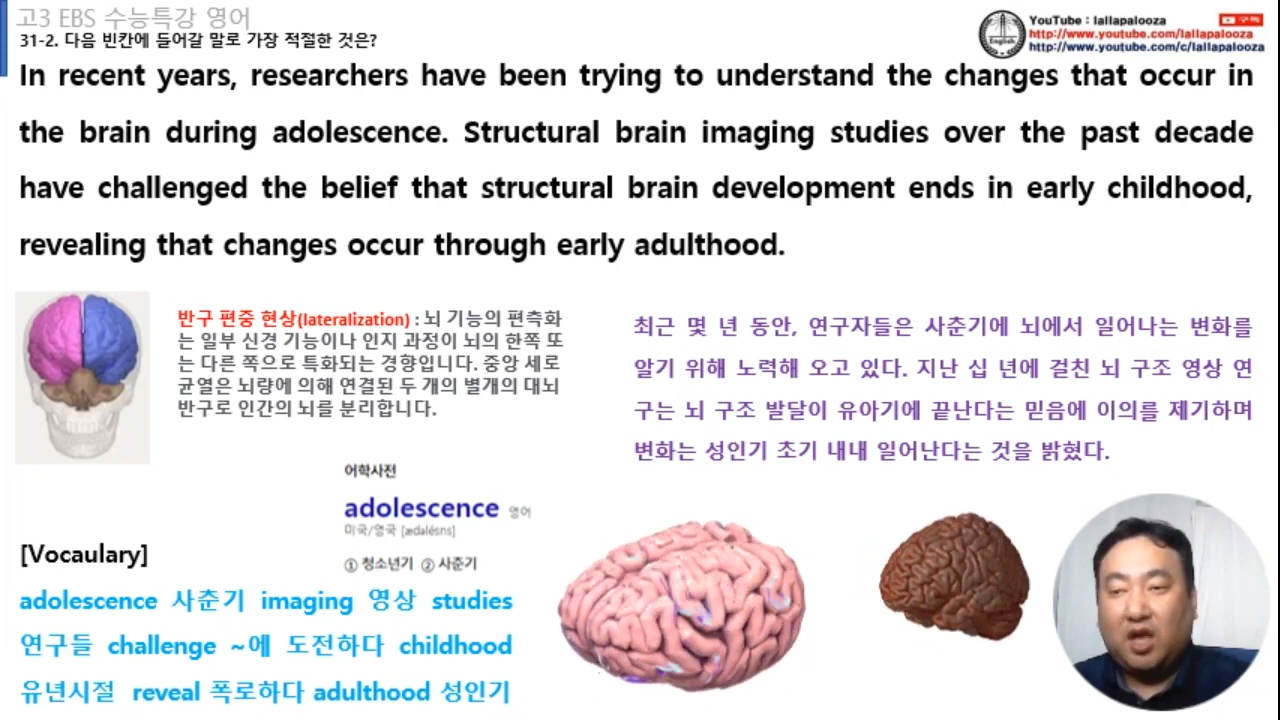 고3 EBS 수능특강 영어
31-2. 다음 빈칸에 들어갈 말로 가장 적절한 것은?
YouTube : lallapalooza
구독
http://www.youtube.com/lallapalooza
http://www.youtube.com/c/lallapalooza
English
In recent years, researchers have been trying to understand the changes that occur in
the brain during adolescence. Structural brain imaging studies over the past decade
have challenged the belief that structural brain development ends in early childhood,
revealing that changes occur through early adulthood.
반구 편중 현상(lateralization) : 뇌 기능의 편측화
는 일부 신경 기능이나 인지 과정이 뇌의 한쪽 또
는 다른 쪽으로 특화되는 경향입니다. 중앙 세로
균열은 뇌량에 의해 연결된 두 개의 별개의 대뇌
반구로 인간의 뇌를 분리합니다.
최근 몇 년 동안, 연구자들은 사춘기에 뇌에서 일어나는 변화를
알기 위해 노력해 오고 있다. 지난 십 년에 걸친 뇌 구조 영상 연
구는 뇌 구조 발달이 유아기에 끝난다는 믿음에 이의를 제기하며
변화는 성인기 초기 내내 일어난다는 것을 밝혔다.
어학사전
adolescence 영어
미국/영국 [ædəlésns]
① 청소년기 ② 사춘기
[Vocaulary]
adolescence 사춘기 imaging 영상 studies
연구들 challenge ~에 도전하다 childhood
유년시절 reveal 폭로하다 adulthood 성인기